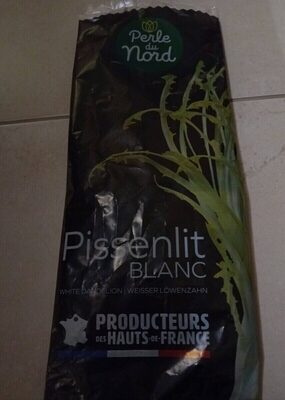 Perle
du
Nord
Pissenlit
BLANC
WHITE DANDELION | WEISSER LÖWENZAHN
PRODUCTEURS
DES HAUTS-DE-FRANCE